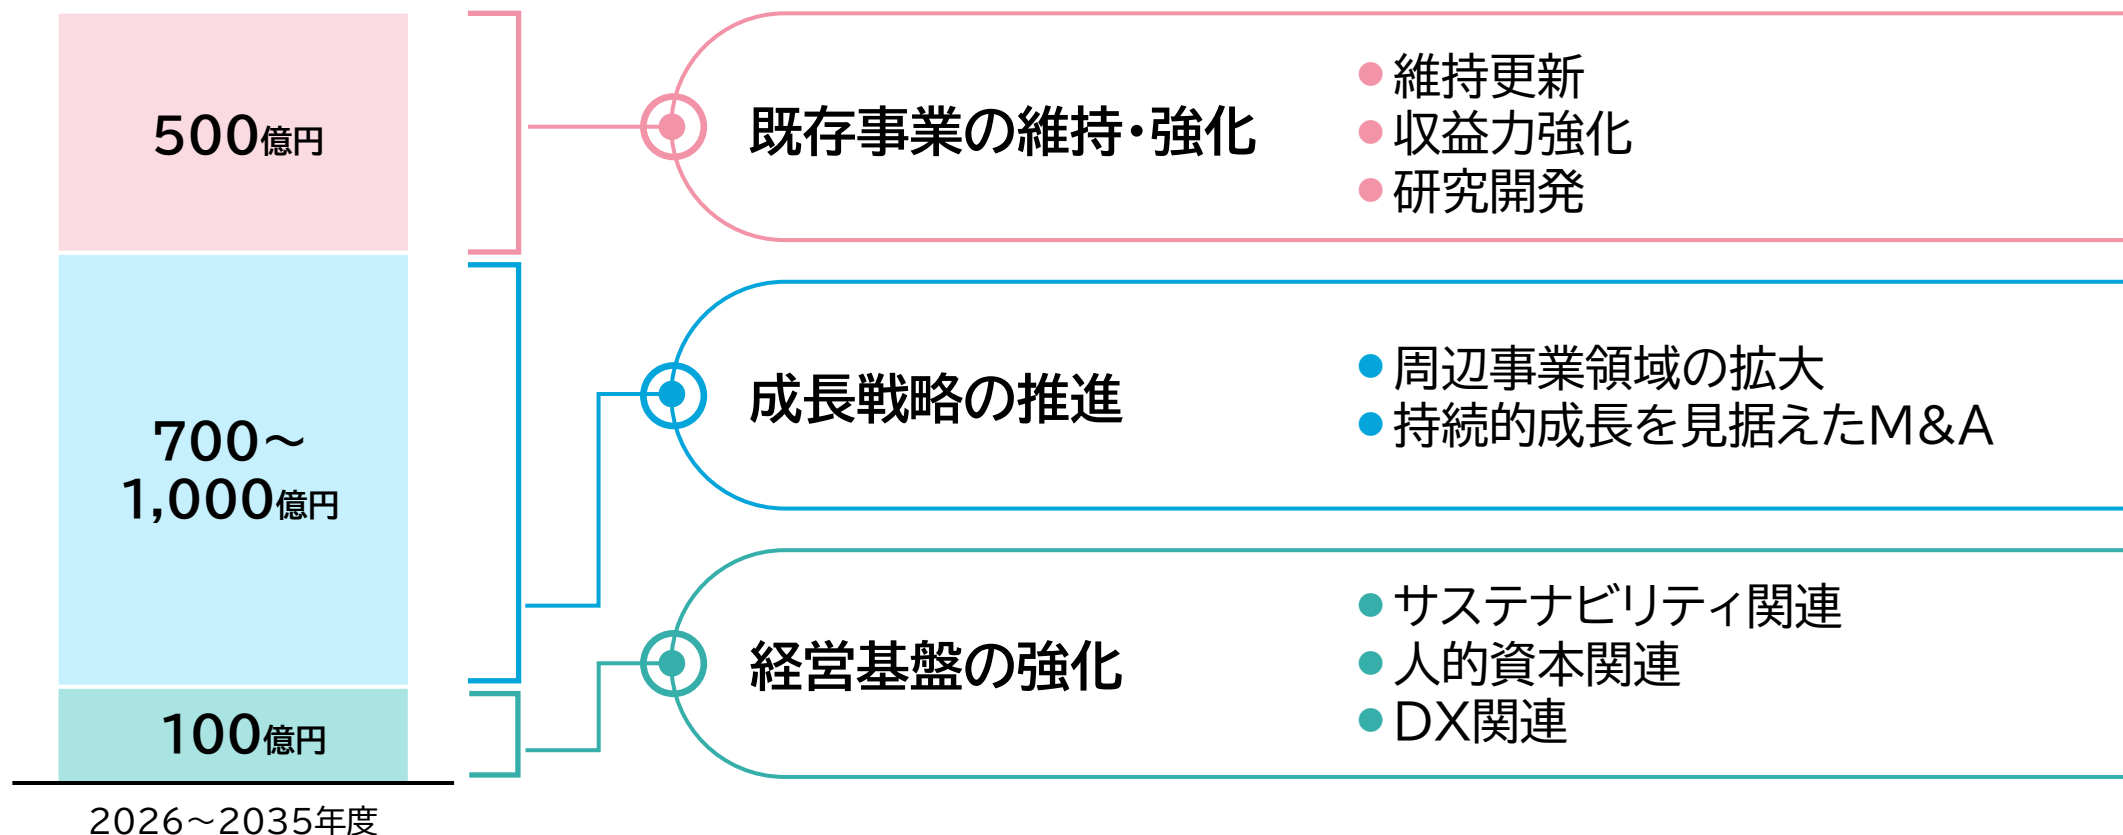 500億円
既存事業の維持・強化
● 維持更新
● 収益力強化
● 研究開発
700～
1,000億円
成長戦略の推進
● 周辺事業領域の拡大
● 持続的成長を見据えたM&A
100億円
経営基盤の強化
● サステナビリティ関連
● 人的資本関連
● DX関連
2026～2035年度